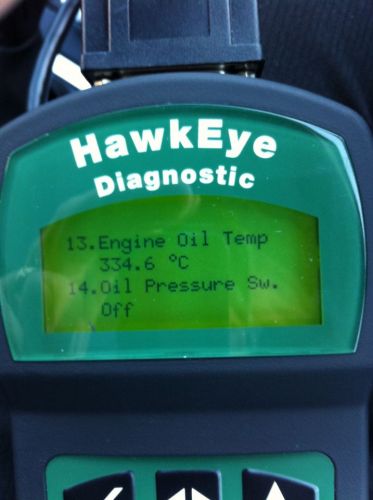 HawkEye
Diagnostic
13.Engine Oil Temp
334.6 °C
14.Oil Pressure Sw.
Off